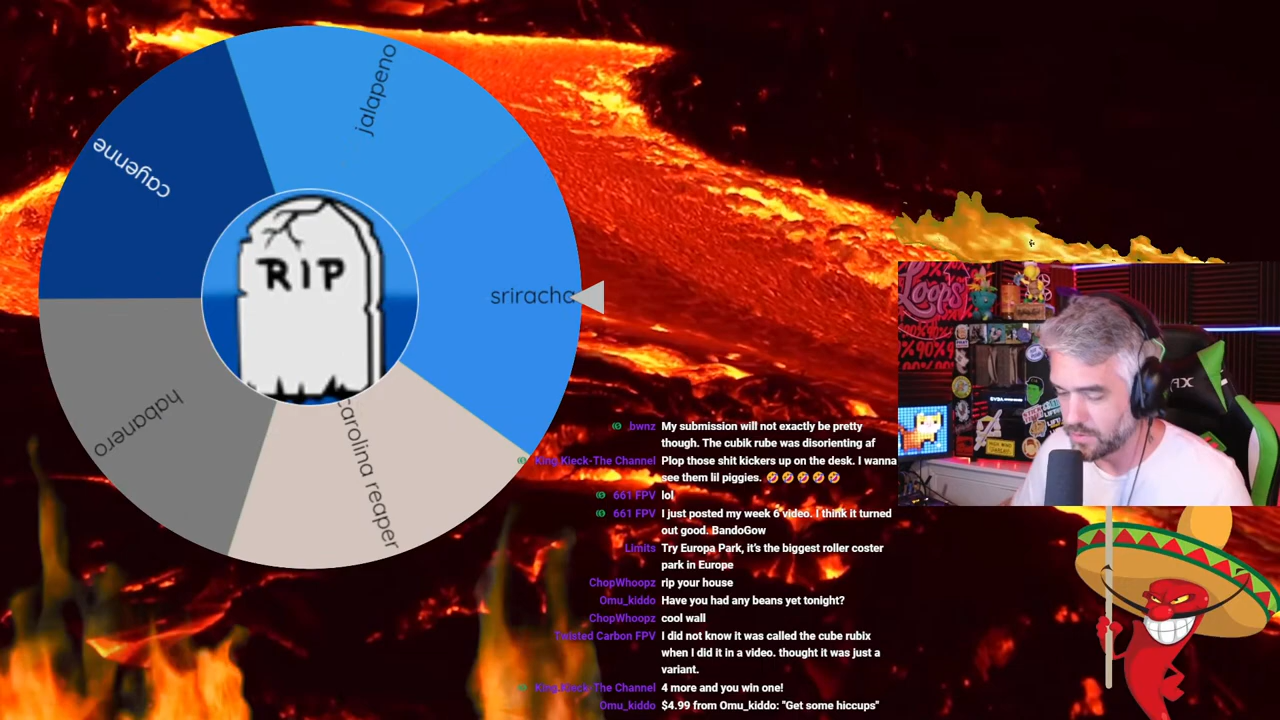 jalapeno
cayenne
RIP
sriracha
habanero
carolina reaper
Loops
.bwnz My submission will not exactly be pretty
though. The cubik rube was disorienting af
King Kieck-The Channel Plop those shit kickers up on the desk. I wanna
see them lil piggies. 🤣🤣🤣🤣🤣
661 FPV lol
661 FPV I just posted my week 6 video. I think it turned
out good. BandoGow
Limits Try Europa Park, it's the biggest roller coster
park in Europe
ChopWhoopz rip your house
Omu_kiddo Have you had any beans yet tonight?
ChopWhoopz cool wall
Twisted Carbon FPV I did not know it was called the cube rubix
when I did it in a video. thought it was just a
variant.
King Kieck-The Channel 4 more and you win one!
Omu_kiddo $4.99 from Omu_kiddo: "Get some hiccups"